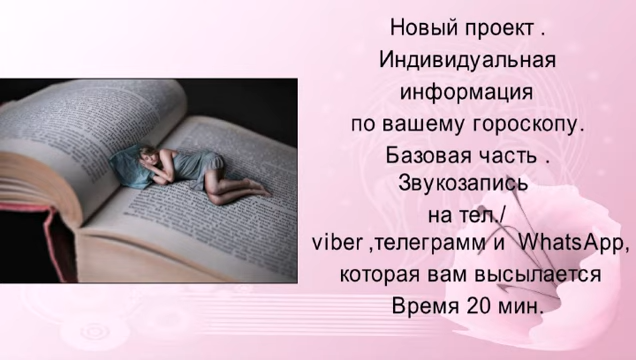 Новый проект .
Индивидуальная
информация
по вашему гороскопу.
Базовая часть .
Звукозапись
на тел./
viber ,телеграмм и WhatsApp,
которая вам высылается
Время 20 мин.